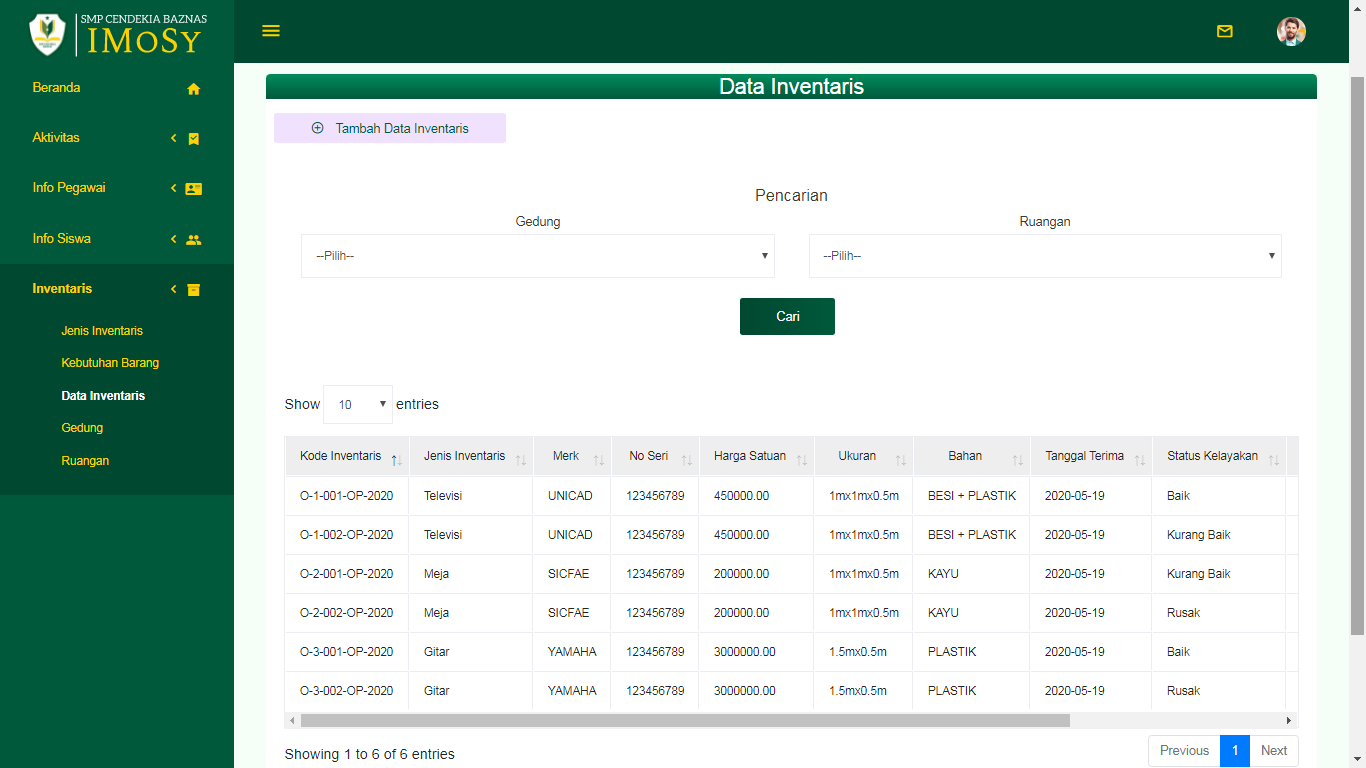 SMP CENDEKIA BAZNAS
IMoSy
Beranda
Aktivitas
Info Pegawai
Info Siswa
Inventaris
Jenis Inventaris
Kebutuhan Barang
Data Inventaris
Gedung
Ruangan
Data Inventaris
Tambah Data Inventaris
Pencarian
Gedung Ruangan
--Pilih-- --Pilih--
Cari
Show 10 entries
Kode Inventaris Jenis Inventaris Merk No Seri Harga Satuan Ukuran Bahan Tanggal Terima Status Kelayakan
O-1-001-OP-2020 Televisi UNICAD 123456789 450000.00 1mx1mx0.5m BESI + PLASTIK 2020-05-19 Baik
O-1-002-OP-2020 Televisi UNICAD 123456789 450000.00 1mx1mx0.5m BESI + PLASTIK 2020-05-19 Kurang Baik
O-2-001-OP-2020 Meja SICFAE 123456789 200000.00 1mx1mx0.5m KAYU 2020-05-19 Kurang Baik
O-2-002-OP-2020 Meja SICFAE 123456789 200000.00 1mx1mx0.5m KAYU 2020-05-19 Rusak
O-3-001-OP-2020 Gitar YAMAHA 123456789 3000000.00 1.5mx0.5m PLASTIK 2020-05-19 Baik
O-3-002-OP-2020 Gitar YAMAHA 123456789 3000000.00 1.5mx0.5m PLASTIK 2020-05-19 Rusak
Showing 1 to 6 of 6 entries
Previous 1 Next